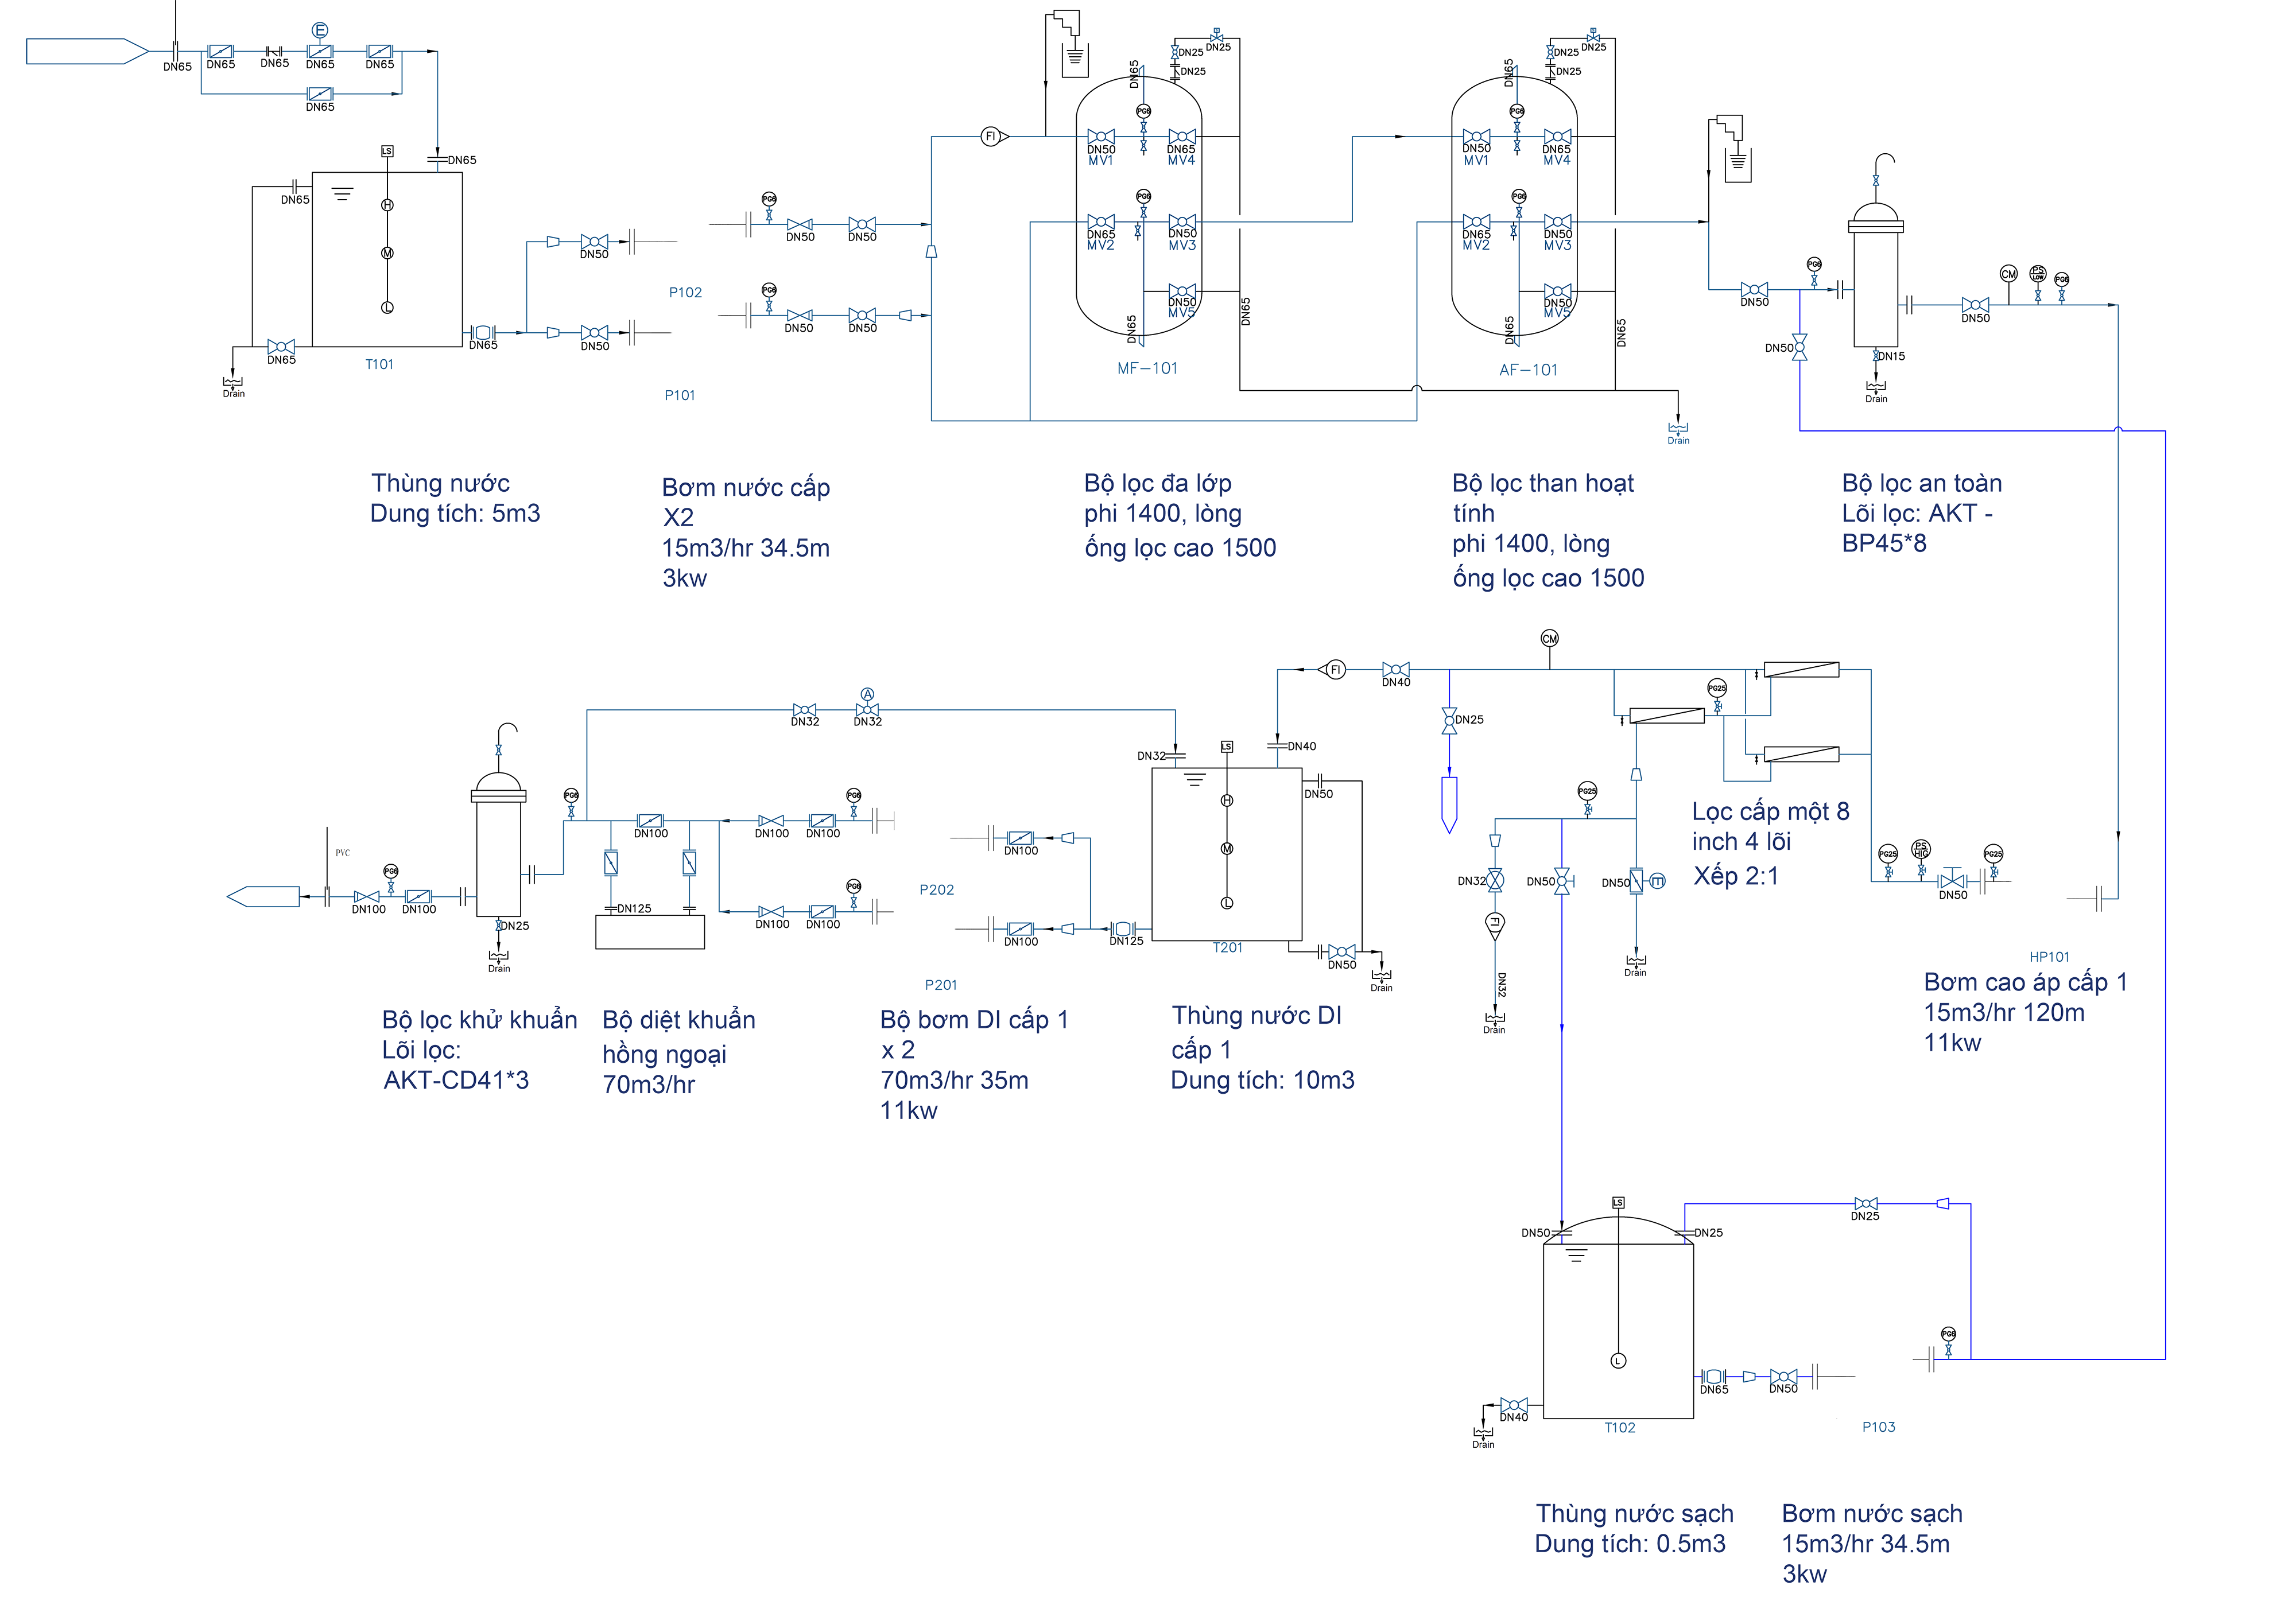 E
DN65
DN65
DN65
DN65
DN65
DN65
LS
DN65
DN65
H
M
L
DN65
DN65
Drain
T101
DN50
DN50
P102
P101
PG6
DN50
DN50
PG6
DN50
DN50
FI
DN65
DN25
DN25
DN25
PG6
DN50
MV1
DN65
MV4
PG6
DN65
MV2
DN50
MV3
DN50
MV5
DN65
DN65
MF-101
DN65
DN25
DN25
DN25
PG6
DN50
MV1
DN65
MV4
PG6
DN65
MV2
DN50
MV3
DN50
MV5
DN65
DN65
AF-101
Drain
DN50
PG6
DN50
DN15
Drain
DN50
CM
PS
LOW
PG6
Thùng nước
Dung tích: 5m3
Bơm nước cấp
X2
15m3/hr 34.5m
3kw
Bộ lọc đa lớp
phi 1400, lòng
ống lọc cao 1500
Bộ lọc than hoạt
tính
phi 1400, lòng
ống lọc cao 1500
Bộ lọc an toàn
Lõi lọc: AKT -
BP45*8
PVC
DN100
PG6
DN100
DN25
Drain
PG6
DN32
A
DN32
DN100
DN125
DN100
DN100
PG6
DN100
DN100
PG6
P202
P201
DN100
DN100
DN125
DN32
LS
DN40
DN50
H
M
L
T201
DN50
Drain
FI
DN40
CM
DN25
PG25
PG25
DN32
FI
DN32
Drain
DN50
DN50
E
Drain
Lọc cấp một 8
inch 4 lõi
Xếp 2:1
PG25
PS
HIG
PG25
DN50
HP101
Bơm cao áp cấp 1
15m3/hr 120m
11kw
Bộ lọc khử khuẩn
Lõi lọc:
AKT-CD41*3
Bộ diệt khuẩn
hồng ngoại
70m3/hr
Bộ bơm DI cấp 1
x 2
70m3/hr 35m
11kw
Thùng nước DI
cấp 1
Dung tích: 10m3
LS
DN50
DN25
DN25
L
DN40
Drain
T102
DN65
DN50
PG6
P103
Thùng nước sạch
Dung tích: 0.5m3
Bơm nước sạch
15m3/hr 34.5m
3kw